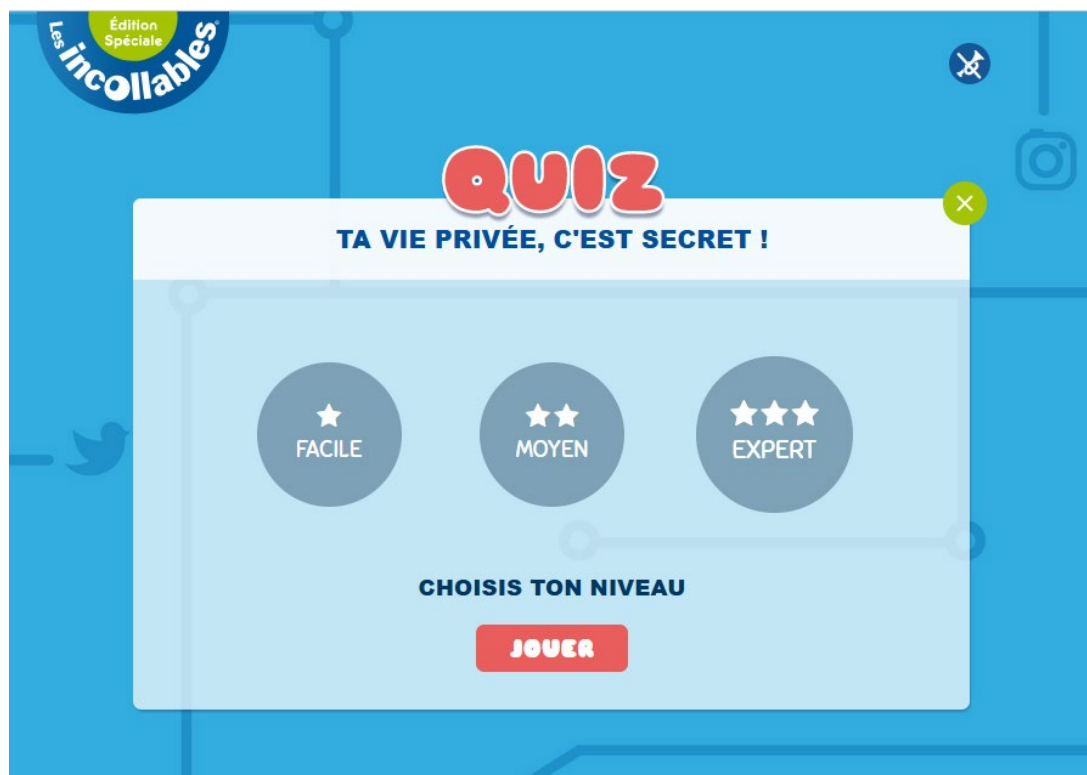 Édition
Spéciale
Les incollables
QUIZ
TA VIE PRIVÉE, C'EST SECRET !
FACILE
MOYEN
EXPERT
CHOISIS TON NIVEAU
JOUER